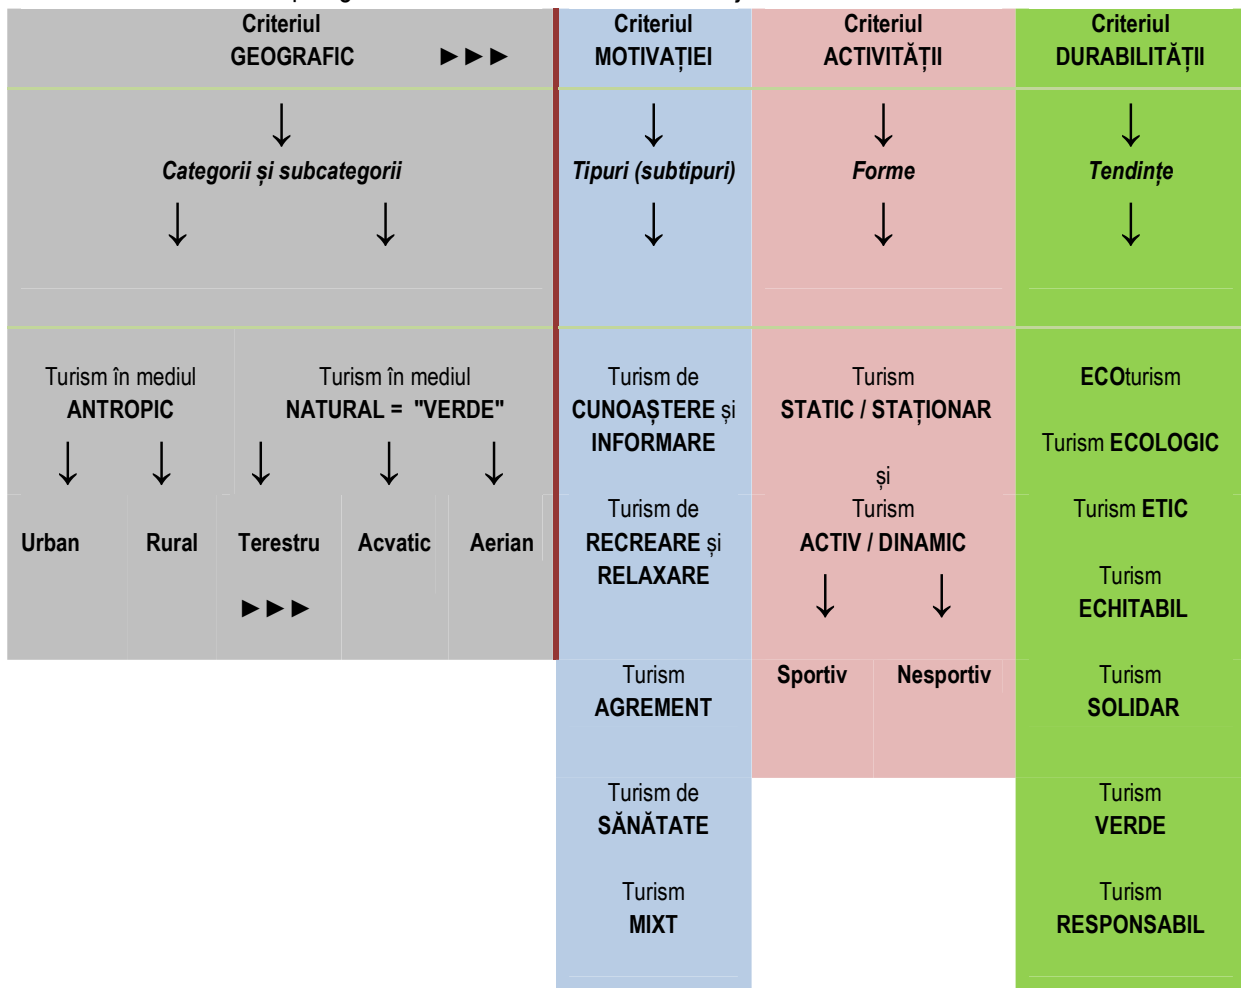 Criteriul
GEOGRAFIC ►►►
Criteriul
MOTIVAȚIEI
Criteriul
ACTIVITĂȚII
Criteriul
DURABILITĂȚII
↓
Categorii și subcategorii
↓ ↓
↓
Tipuri (subtipuri)
↓
↓
Forme
↓
↓
Tendințe
↓
Turism în mediul
ANTROPIC
↓ ↓
Turism în mediul
NATURAL = "VERDE"
↓ ↓ ↓
Urban
Rural
Terestru
►►►
Acvatic
Aerian
Turism de
CUNOAȘTERE și
INFORMARE
Turism de
RECREARE și
RELAXARE
Turism
AGREMENT
Turism de
SĂNĂTATE
Turism
MIXT
Turism
STATIC / STAȚIONAR
și
Turism
ACTIV / DINAMIC
↓ ↓
Sportiv
Nesportiv
ECOturism
Turism ECOLOGIC
Turism ETIC
Turism
ECHITABIL
Turism
SOLIDAR
Turism
VERDE
Turism
RESPONSABIL